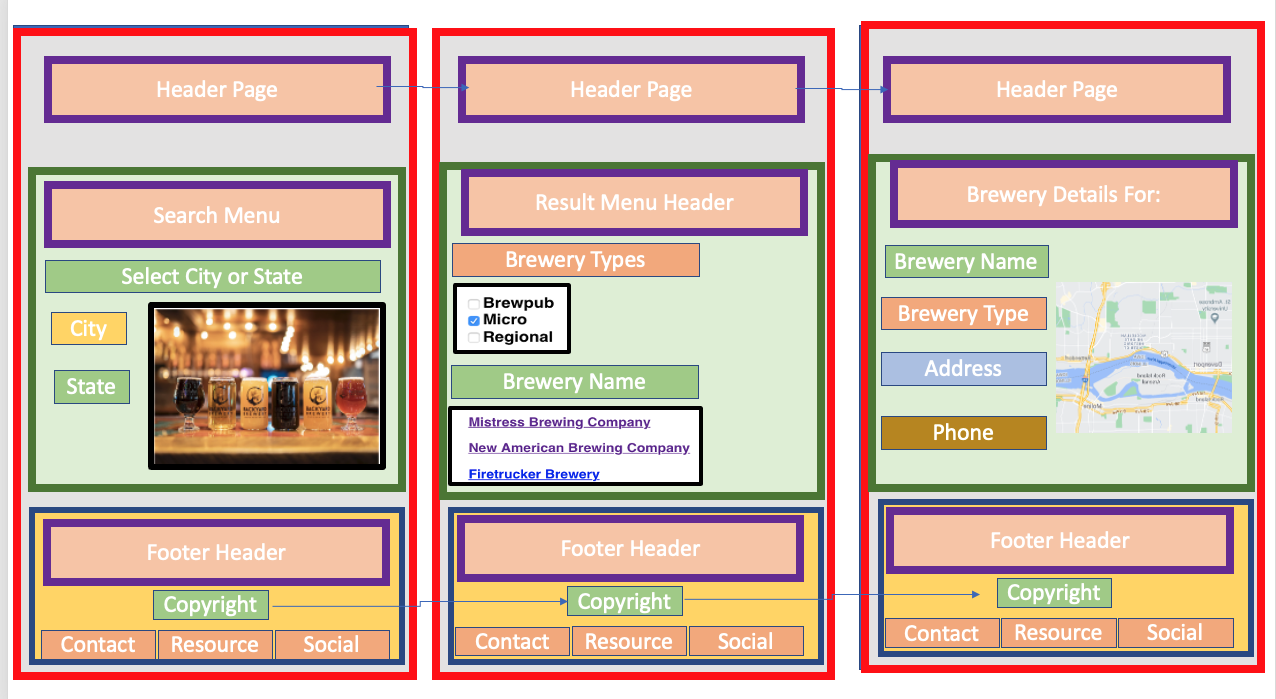 Header Page
Search Menu
Select City or State
City
State
Footer Header
Copyright
Contact Resource Social
Header Page
Result Menu Header
Brewery Types
Brewpub
Micro
Regional
Brewery Name
Mistress Brewing Company
New American Brewing Company
Firetrucker Brewery
Footer Header
Copyright
Contact Resource Social
Header Page
Brewery Details For:
Brewery Name
Brewery Type
Address
Phone
Footer Header
Copyright
Contact Resource Social